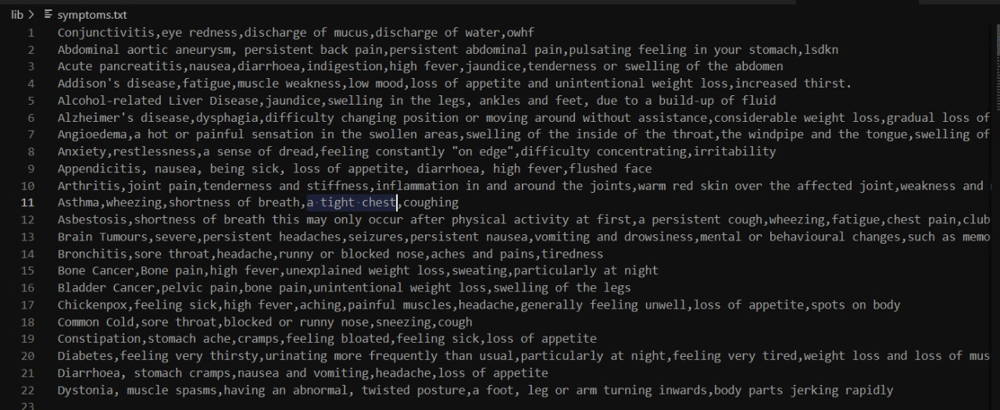 lib > symptoms.txt
1 Conjunctivitis,eye redness,discharge of mucus,discharge of water,owhf
2 Abdominal aortic aneurysm, persistent back pain,persistent abdominal pain,pulsating feeling in your stomach,lsdkn
3 Acute pancreatitis,nausea,diarrhoea,indigestion,high fever,jaundice,tenderness or swelling of the abdomen
4 Addison's disease,fatigue,muscle weakness,low mood,loss of appetite and unintentional weight loss,increased thirst.
5 Alcohol-related Liver Disease,jaundice,swelling in the legs, ankles and feet, due to a build-up of fluid
6 Alzheimer's disease,dysphagia,difficulty changing position or moving around without assistance,considerable weight loss,gradual loss of
7 Angioedema,a hot or painful sensation in the swollen areas,swelling of the inside of the throat,the windpipe and the tongue,swelling of
8 Anxiety,restlessness,a sense of dread,feeling constantly "on edge",difficulty concentrating,irritability
9 Appendicitis, nausea, being sick, loss of appetite, diarrhoea, high fever,flushed face
10 Arthritis,joint pain,tenderness and stiffness,inflammation in and around the joints,warm red skin over the affected joint,weakness and
11 Asthma,wheezing,shortness of breath,a tight chest,coughing
12 Asbestosis,shortness of breath this may only occur after physical activity at first,a persistent cough,wheezing,fatigue,chest pain,club
13 Brain Tumours,severe,persistent headaches,seizures,persistent nausea,vomiting and drowsiness,mental or behavioural changes,such as memo
14 Bronchitis,sore throat,headache,runny or blocked nose,aches and pains,tiredness
15 Bone Cancer,Bone pain,high fever,unexplained weight loss,sweating,particularly at night
16 Bladder Cancer,pelvic pain,bone pain,unintentional weight loss,swelling of the legs
17 Chickenpox,feeling sick,high fever,aching,painful muscles,headache,generally feeling unwell,loss of appetite,spots on body
18 Common Cold,sore throat,blocked or runny nose,sneezing,cough
19 Constipation,stomach ache,cramps,feeling bloated,feeling sick,loss of appetite
20 Diabetes,feeling very thirsty,urinating more frequently than usual,particularly at night,feeling very tired,weight loss and loss of mus
21 Diarrhoea, stomach cramps,nausea and vomiting,headache,loss of appetite
22 Dystonia, muscle spasms,having an abnormal, twisted posture,a foot, leg or arm turning inwards,body parts jerking rapidly
23